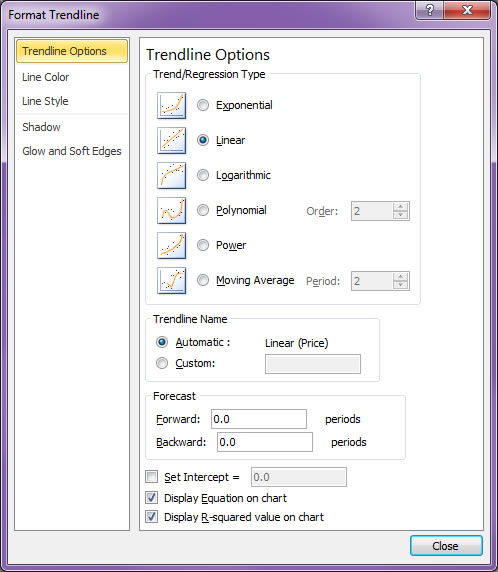 Format Trendline
?
Trendline Options
Line Color
Line Style
Shadow
Glow and Soft Edges
Trendline Options
Trend/Regression Type
Exponential
Linear
Logarithmic
Polynomial Order: 2
Power
Moving Average Period: 2
Trendline Name
Automatic : Linear (Price)
Custom:
Forecast
Forward: 0.0 periods
Backward: 0.0 periods
Set Intercept = 0.0
Display Equation on chart
Display R-squared value on chart
Close